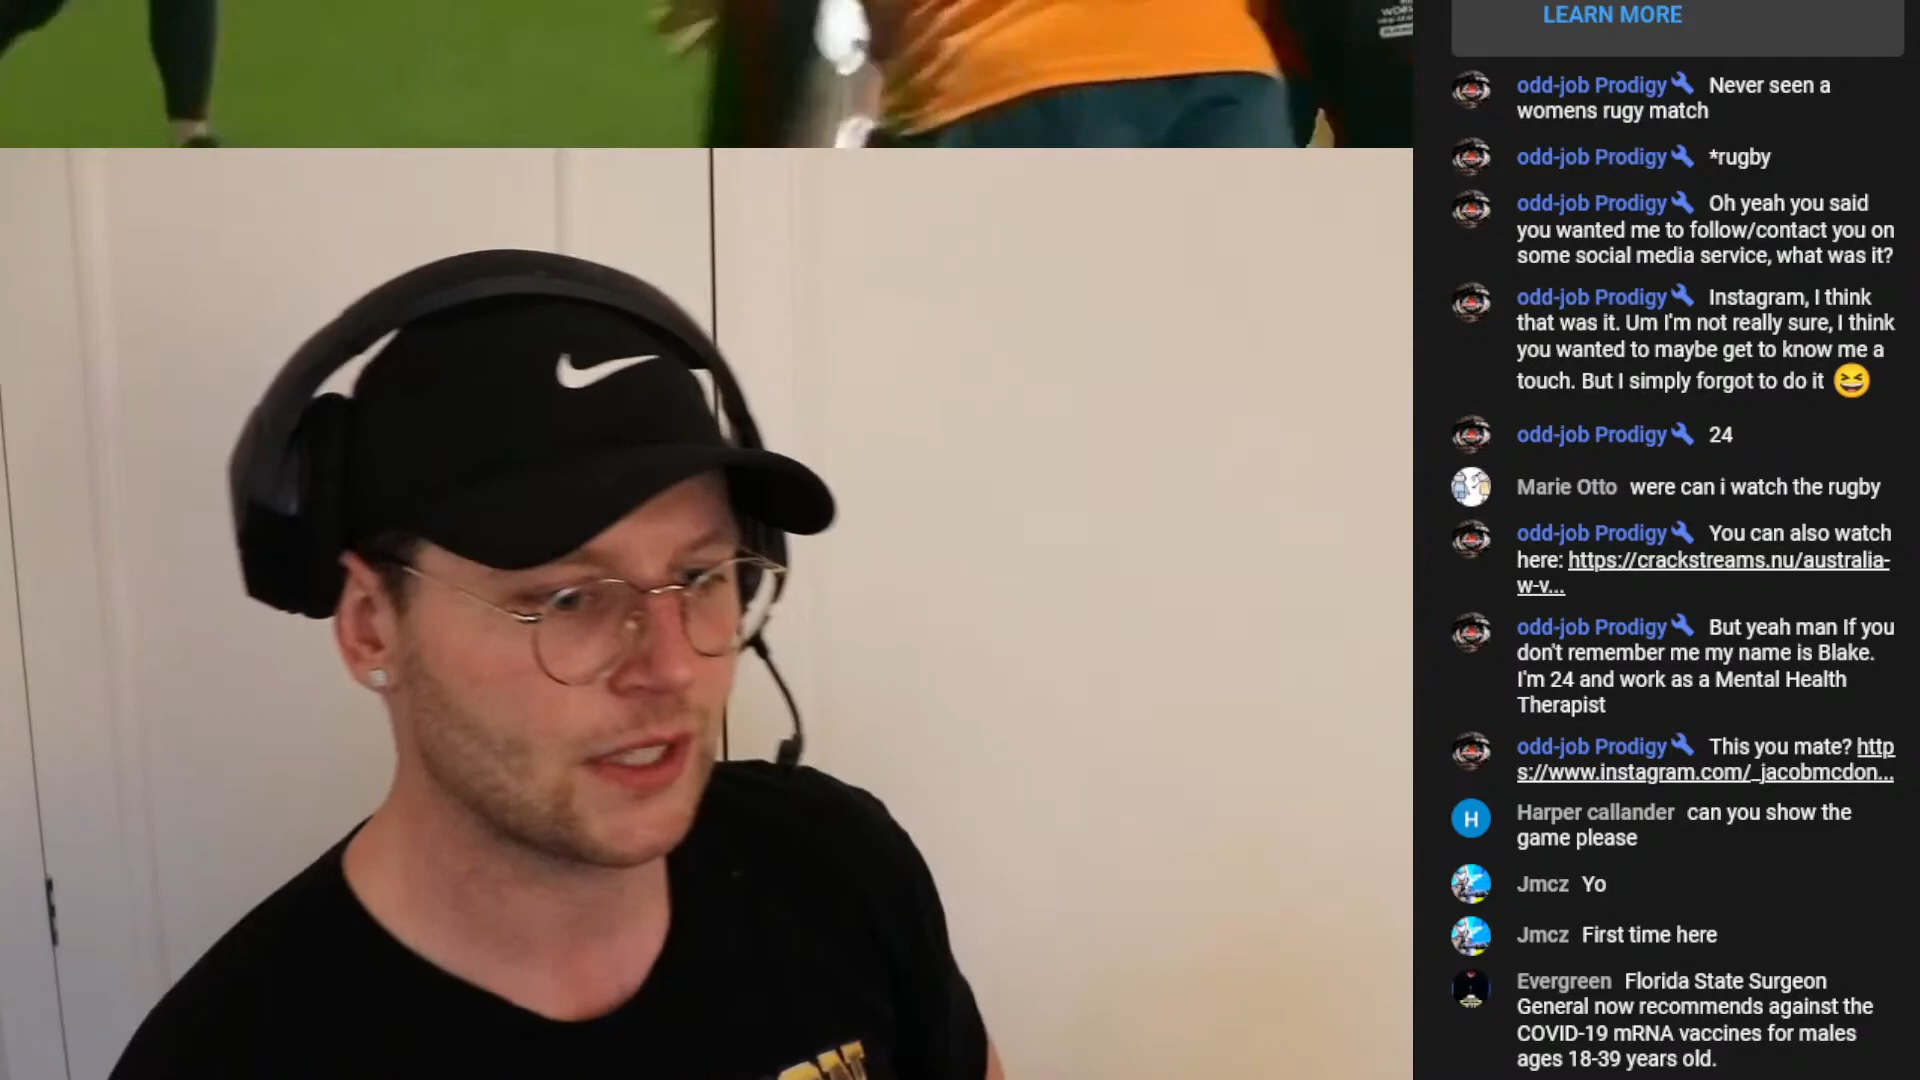 LEARN MORE
odd-job Prodigy Never seen a
womens rugy match
odd-job Prodigy *rugby
odd-job Prodigy Oh yeah you said
you wanted me to follow/contact you on
some social media service, what was it?
odd-job Prodigy Instagram, I think
that was it. Um I'm not really sure, I think
you wanted to maybe get to know me a
touch. But I simply forgot to do it 😆
odd-job Prodigy 24
Marie Otto were can i watch the rugby
odd-job Prodigy You can also watch
here: https://crackstreams.nu/australia-
w-v...
odd-job Prodigy But yeah man If you
don't remember me my name is Blake.
I'm 24 and work as a Mental Health
Therapist
odd-job Prodigy This you mate? http
s://www.instagram.com/_jacobmcdon...
H Harper callander can you show the
game please
Jmcz Yo
Jmcz First time here
Evergreen Florida State Surgeon
General now recommends against the
COVID-19 mRNA vaccines for males
ages 18-39 years old.